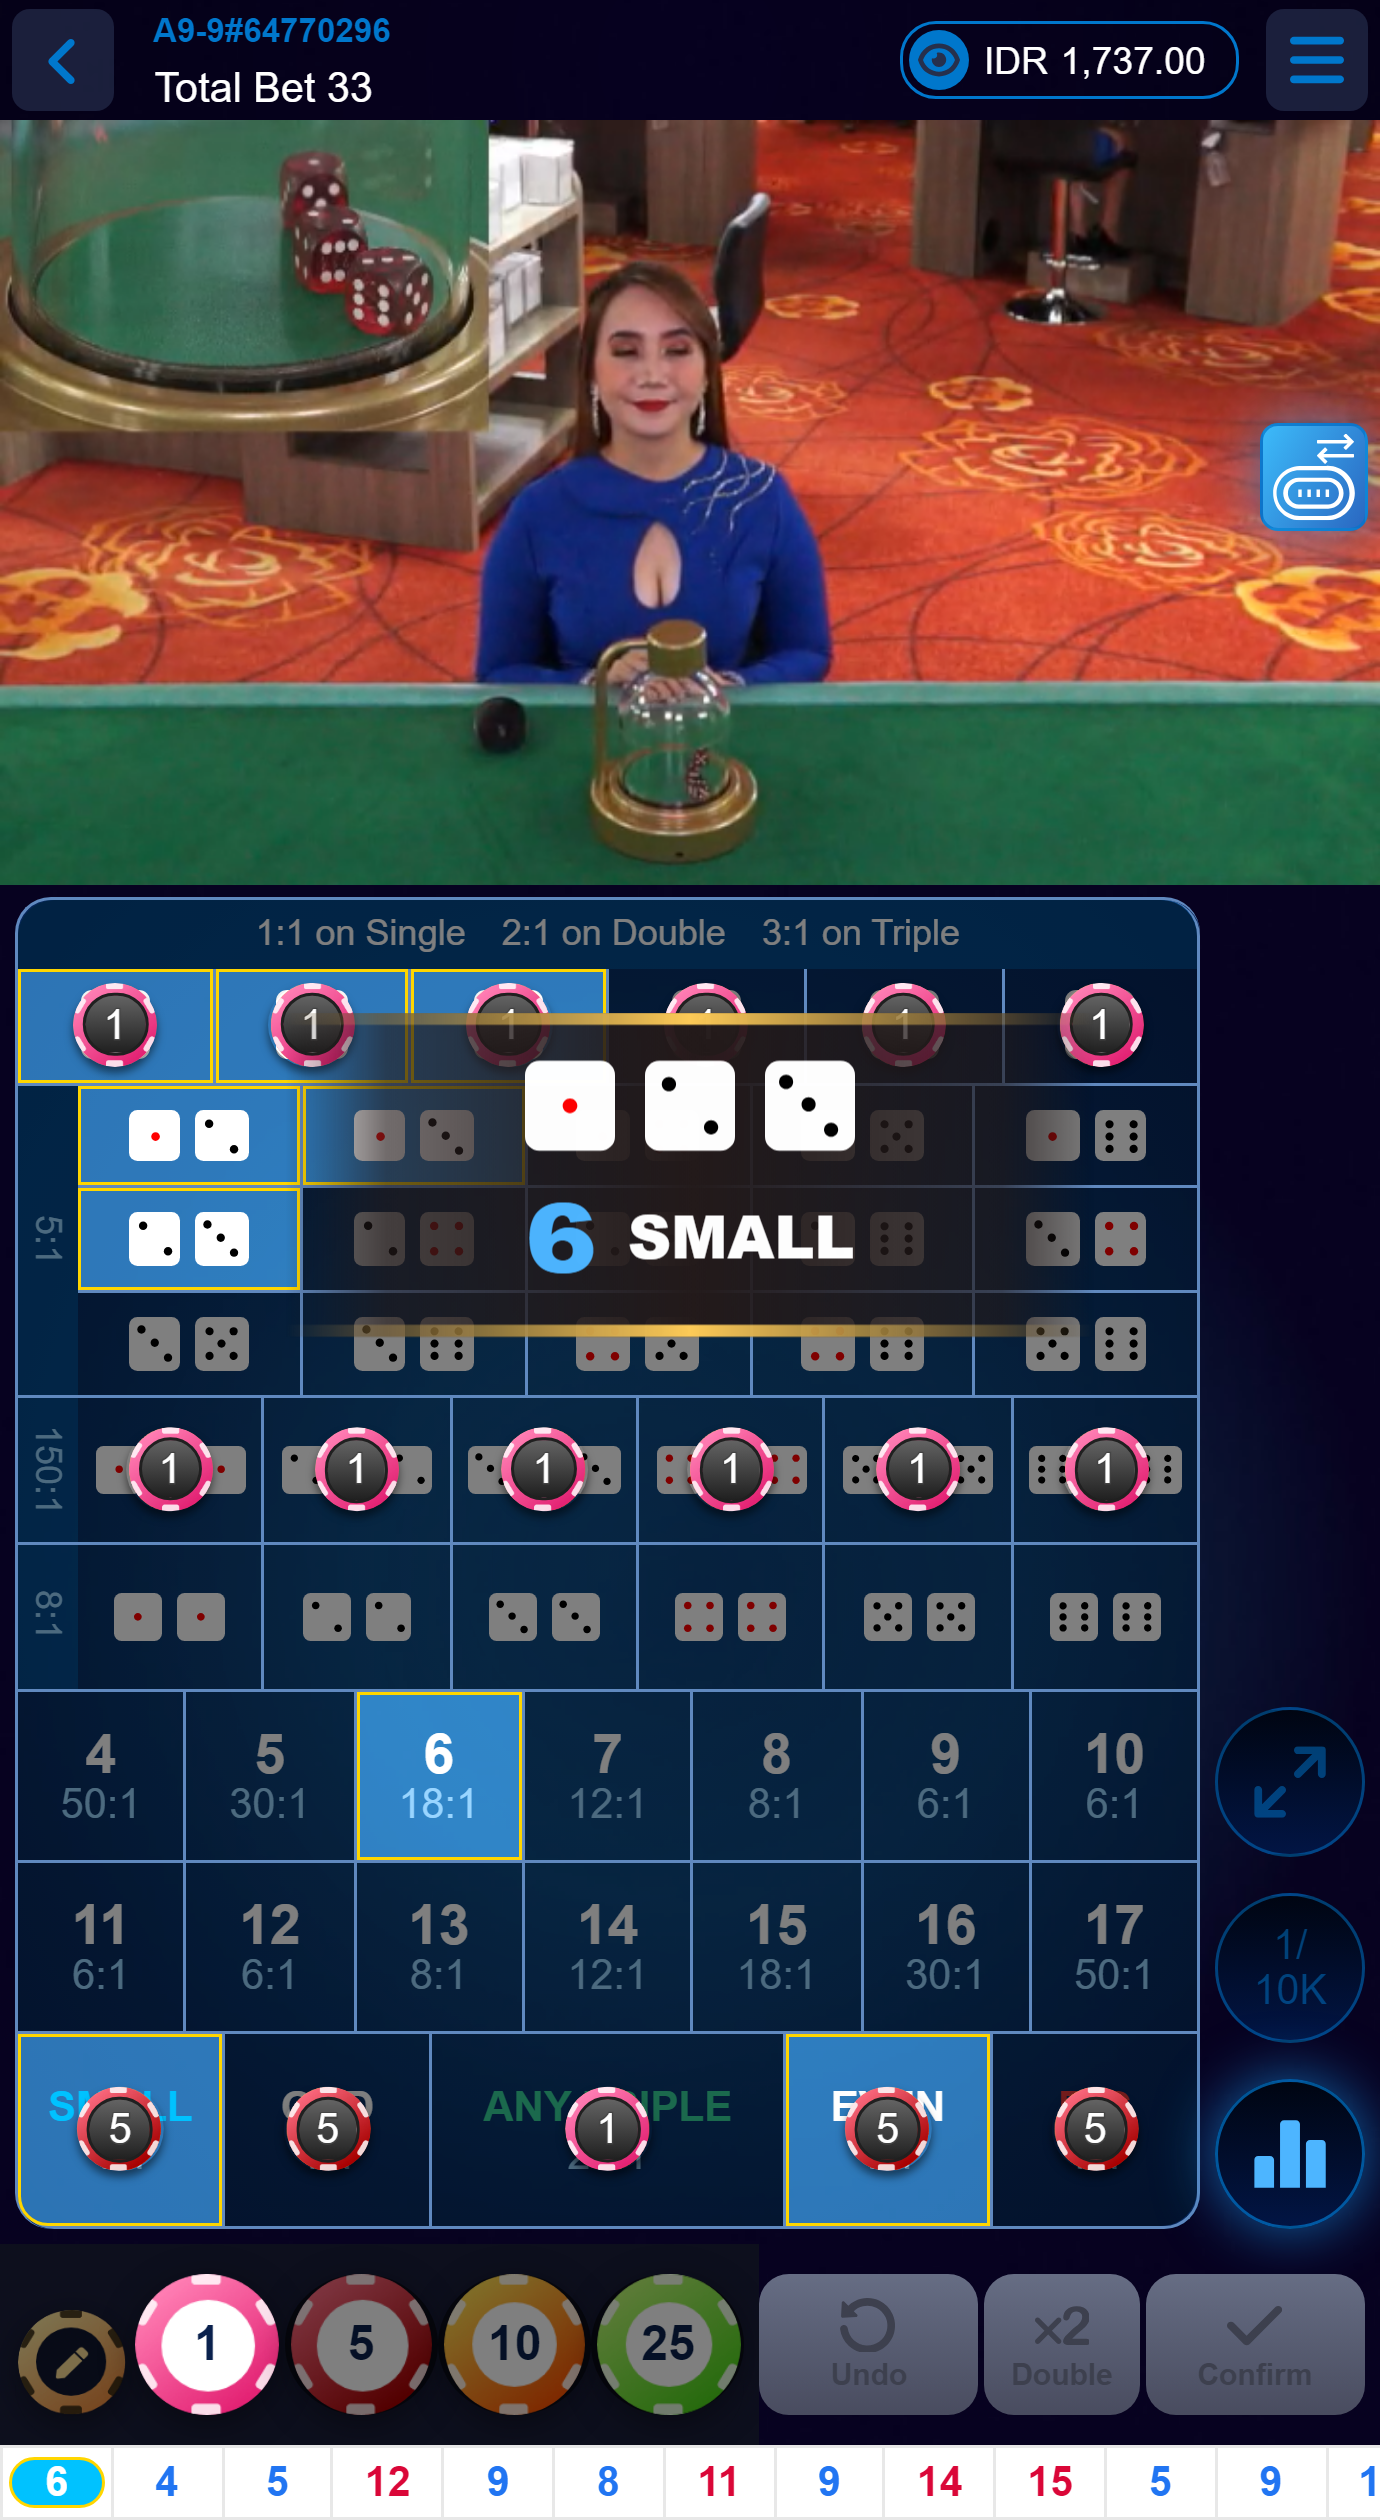 A9-9#64770296
Total Bet 33
IDR 1,737.00
1:1 on Single 2:1 on Double 3:1 on Triple
1 1 1 1 1 1
6 SMALL
5:1
150:1
1 1 1 1 1 1
8:1
4 5 6 7 8 9 10
50:1 30:1 18:1 12:1 8:1 6:1 6:1
11 12 13 14 15 16 17
6:1 6:1 8:1 12:1 18:1 30:1 50:1
5 5 1 5 5
1/
10K
1 5 10 25
x2
Undo Double Confirm
6 4 5 12 9 8 11 9 14 15 5 9